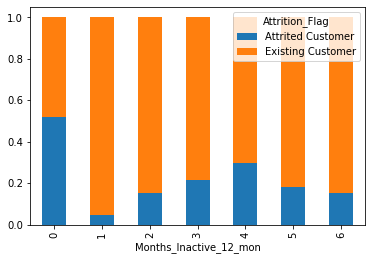 Attrition_Flag
Attrited Customer
Existing Customer
1.0
0.8
0.6
0.4
0.2
0.0
0 1 2 3 4 5 6
Months_Inactive_12_mon